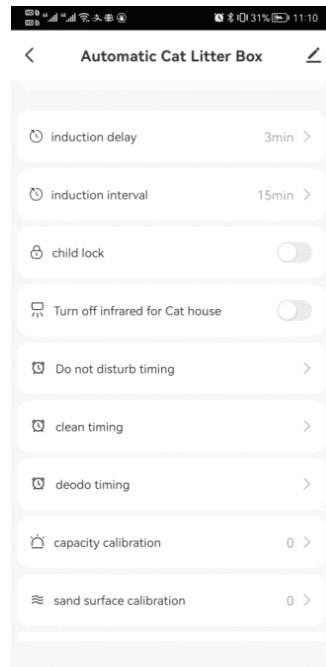 31% 11:10
Automatic Cat Litter Box
induction delay 3min
induction interval 15min
child lock
Turn off infrared for Cat house
Do not disturb timing
clean timing
deodo timing
capacity calibration 0
sand surface calibration 0